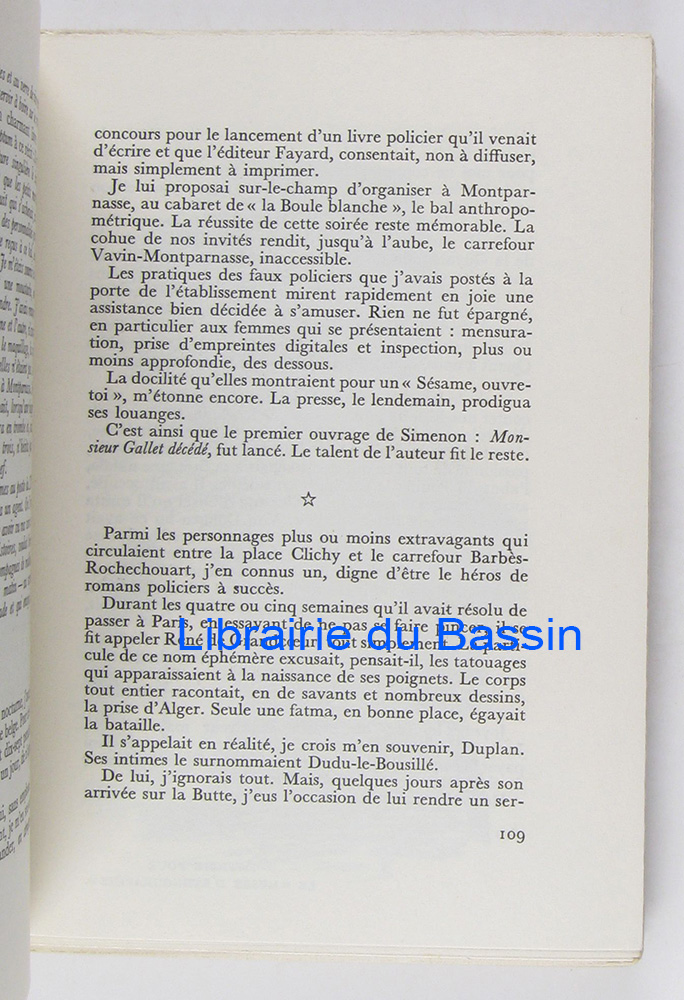 concours pour le lancement d'un livre policier qu'il venait
d'écrire et que l'éditeur Fayard, consentait, non à diffuser,
mais simplement à imprimer.
Je lui proposai sur-le-champ d'organiser à Montpar-
nasse, au cabaret de « la Boule blanche », le bal anthropo-
métrique. La réussite de cette soirée reste mémorable. La
cohue de nos invités rendit, jusqu'à l'aube, le carrefour
Vavin-Montparnasse, inaccessible.
Les pratiques des faux policiers que j'avais postés à la
porte de l'établissement mirent rapidement en joie une
assistance bien décidée à s'amuser. Rien ne fut épargné,
en particulier aux femmes qui se présentaient : mensura-
tion, prise d'empreintes digitales et inspection, plus ou
moins approfondie, des dessous.
La docilité qu'elles montraient pour un « Sésame, ouvre-
toi », m'étonne encore. La presse, le lendemain, prodigua
ses louanges.
C'est ainsi que le premier ouvrage de Simenon : Mon-
sieur Gallet décédé, fut lancé. Le talent de l'auteur fit le reste.
☆
Parmi les personnages plus ou moins extravagants qui
circulaient entre la place Clichy et le carrefour Barbès-
Rochechouart, j'en connus un, digne d'être le héros de
romans policiers à succès.
Durant les quatre ou cinq semaines qu'il avait résolu de
passer à Paris, en essayant de ne pas se faire pincer, il se
fit appeler René de Grandcœur, tout simplement. La parti-
cule de ce nom éphémère excusait, pensait-il, les tatouages
qui apparaissaient à la naissance de ses poignets. Le corps
tout entier racontait, en de savants et nombreux dessins,
la prise d'Alger. Seule une fatma, en bonne place, égayait
la bataille.
Il s'appelait en réalité, je crois m'en souvenir, Duplan.
Ses intimes le surnommaient Dudu-le-Bousillé.
De lui, j'ignorais tout. Mais, quelques jours après son
arrivée sur la Butte, j'eus l'occasion de lui rendre un ser-
109
Librairie du Bassin